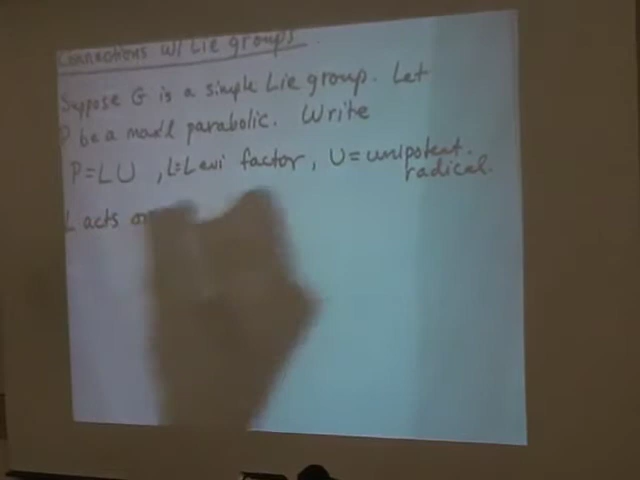 Connections w/ Lie groups
Suppose G is a simple Lie group. Let
P be a max'l parabolic. Write
P=LU, L=Levi factor, U=unipotent
radical.
L acts on